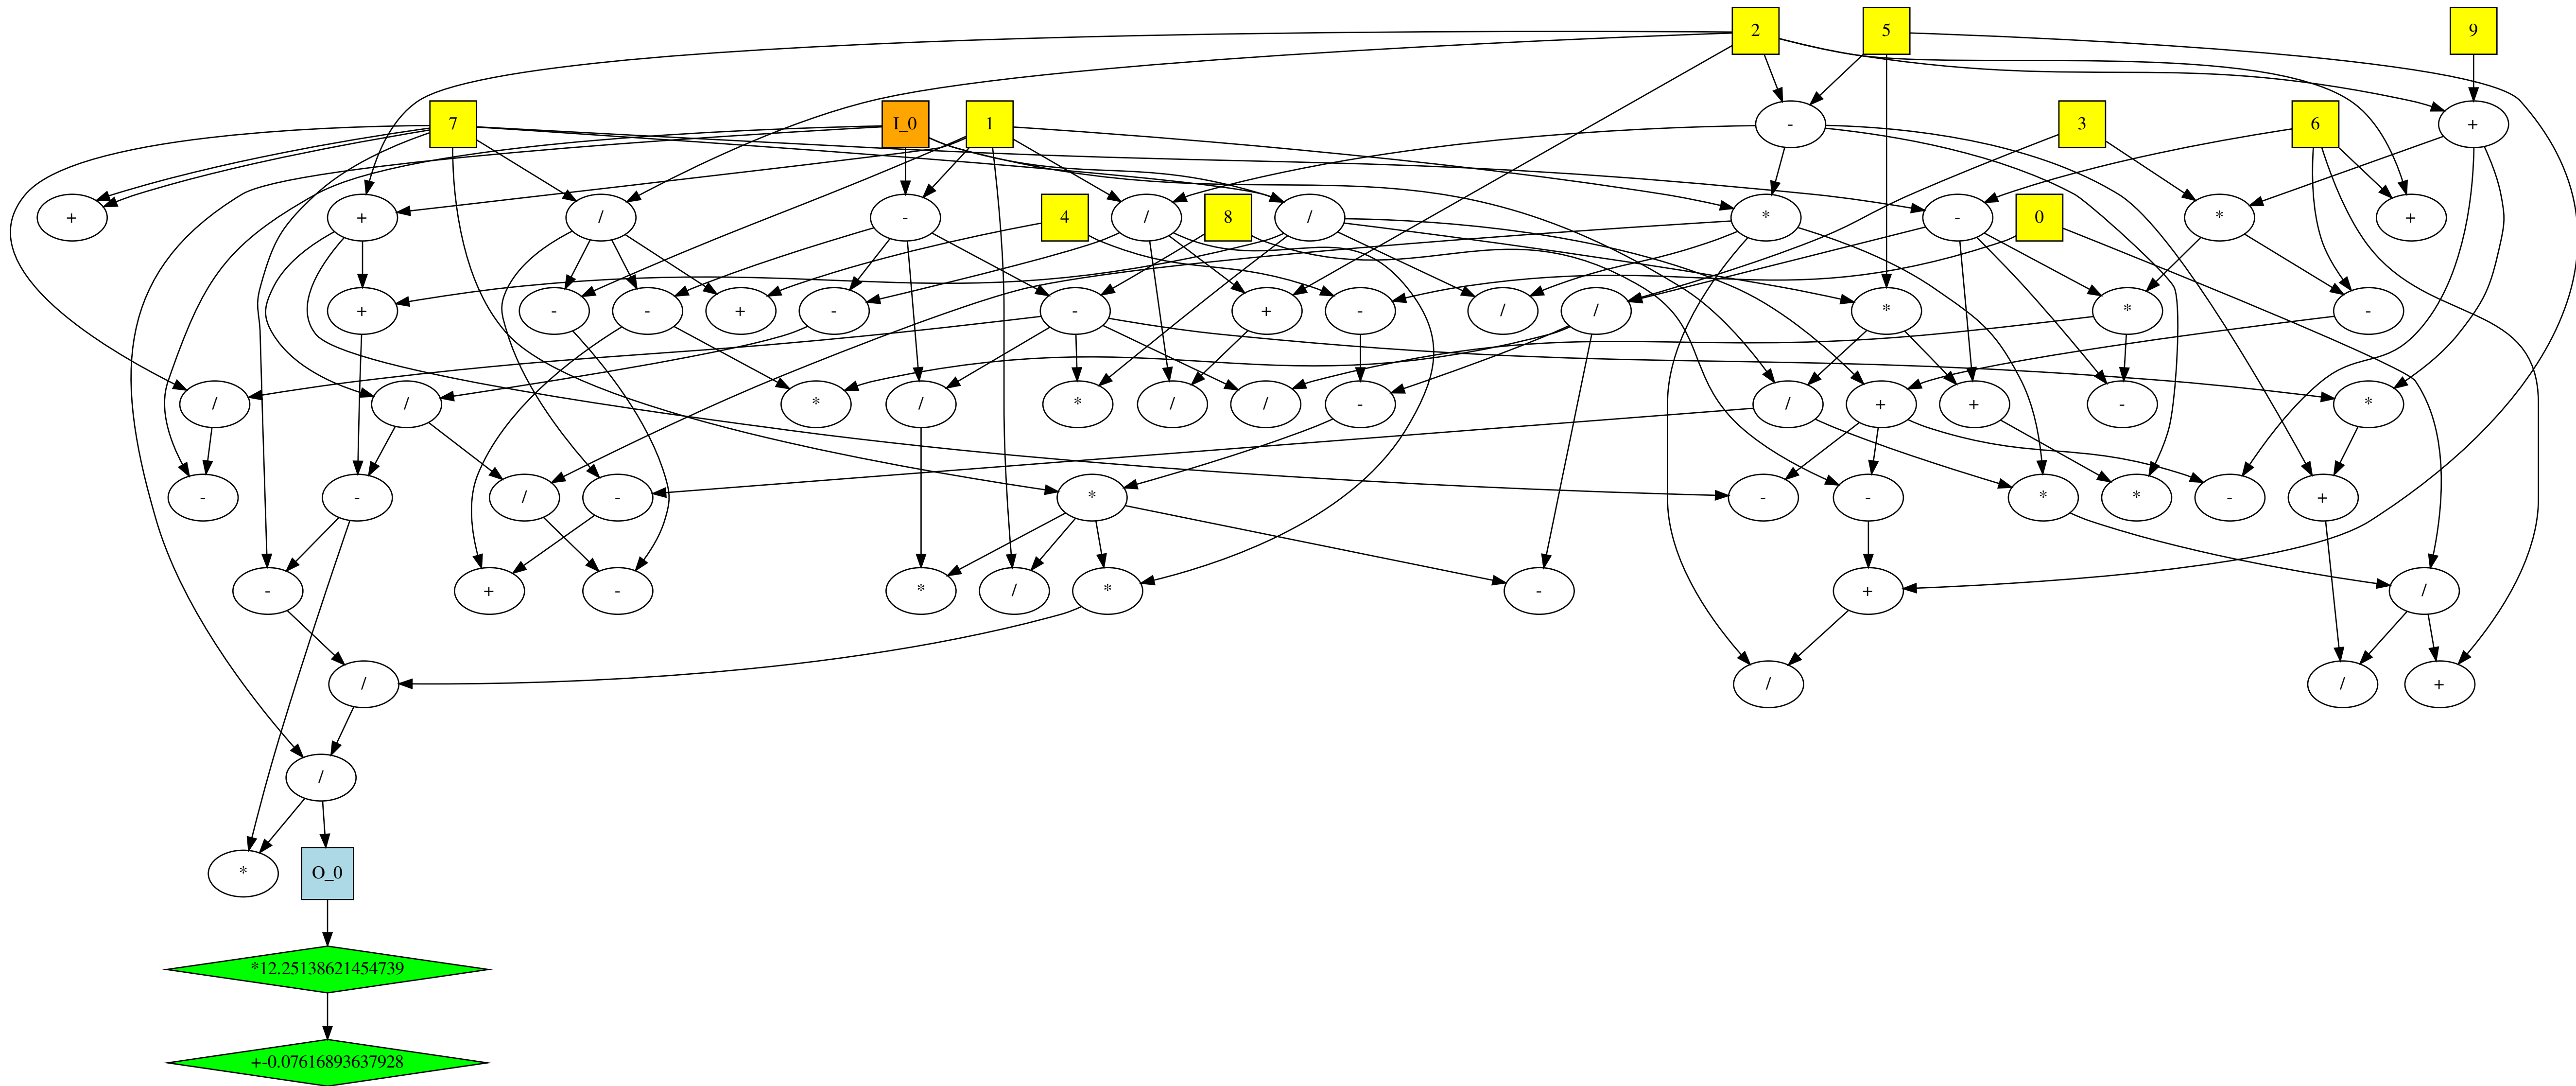 2 5 9
7 I_0 1 - 3 6 +
+ + / - 4 / 8 / * - 0 * +
+ - - + - - + - / / * * -
/ / * / * / / - / + + - *
- - / - * - - * * - +
- + - * / * - + /
/ / / +
/
* O_0
*12.25138621454739
+-0.07616893637928